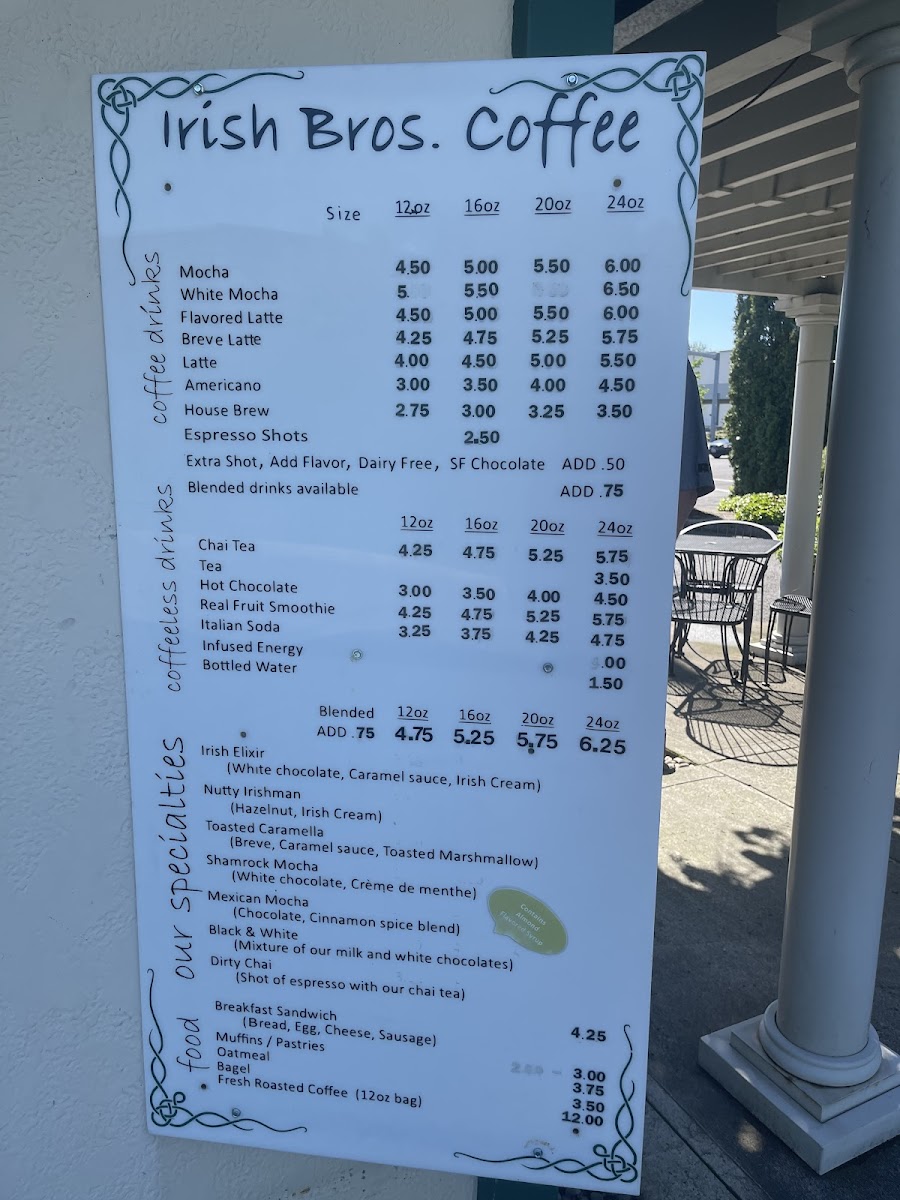 Irish Bros. Coffee
Size 12oz 16oz 20oz 24oz
coffee drinks
Mocha 4.50 5.00 5.50 6.00
White Mocha 5. 5.50 6.50
Flavored Latte 4.50 5.00 5.50 6.00
Breve Latte 4.25 4.75 5.25 5.75
Latte 4.00 4.50 5.00 5.50
Americano 3.00 3.50 4.00 4.50
House Brew 2.75 3.00 3.25 3.50
Espresso Shots 2.50
Extra Shot, Add Flavor, Dairy Free, SF Chocolate ADD .50
Blended drinks available ADD .75
coffeeless drinks
12oz 16oz 20oz 24oz
Chai Tea 4.25 4.75 5.25 5.75
Tea 3.50
Hot Chocolate 3.00 3.50 4.00 4.50
Real Fruit Smoothie 4.25 4.75 5.25 5.75
Italian Soda 3.25 3.75 4.25 4.75
Infused Energy .00
Bottled Water 1.50
our specialties
Blended 12oz 16oz 20oz 24oz
ADD .75 4.75 5.25 5.75 6.25
Irish Elixir
(White chocolate, Caramel sauce, Irish Cream)
Nutty Irishman
(Hazelnut, Irish Cream)
Toasted Caramella
(Breve, Caramel sauce, Toasted Marshmallow)
Shamrock Mocha
(White chocolate, Crème de menthe)
Mexican Mocha
(Chocolate, Cinnamon spice blend)
Contains
Almond
Flavored Syrup
Black & White
(Mixture of our milk and white chocolates)
Dirty Chai
(Shot of espresso with our chai tea)
food
Breakfast Sandwich 4.25
(Bread, Egg, Cheese, Sausage)
Muffins / Pastries 3.00
Oatmeal 3.75
Bagel 3.50
Fresh Roasted Coffee (12oz bag) 12.00